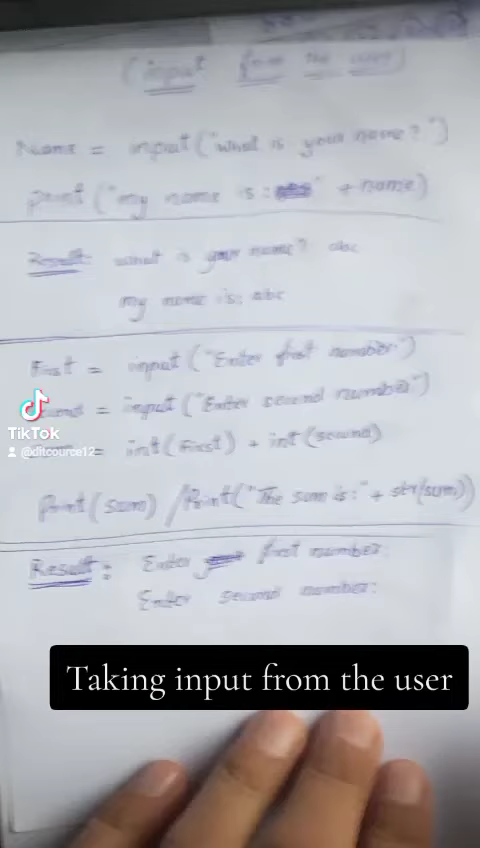 (input from the user)
Name = input("what is your name?")
print("my name is:" + name)
Result: what is your name? abc
my name is: abc
First = input("Enter first number:")
= input("Enter second number:")
= int(First) + int(second)
print(sum) / Print("The sum is:" + str(sum))
Result: Enter first number:
Enter second number:
TikTok
@ditcource12
Taking input from the user